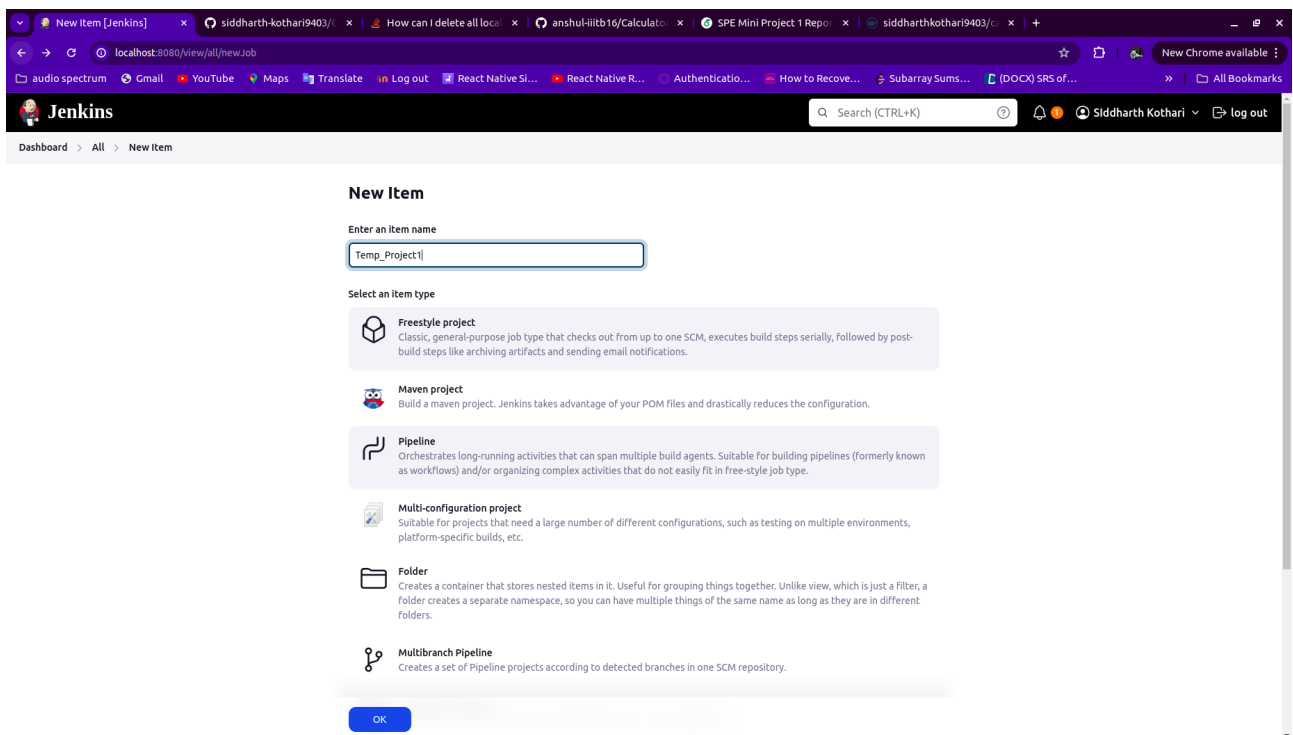 New Item [Jenkins]
siddharth-kothari9403/C
How can I delete all local
anshul-iiitb16/Calculator
SPE Mini Project 1 Repor
siddharthkothari9403/ca
localhost:8080/view/all/newJob
New Chrome available
audio spectrum
Gmail
YouTube
Maps
Translate
Log out
React Native Si...
React Native R...
Authenticatio...
How to Recove...
Subarray Sums...
(DOCX) SRS of...
»
All Bookmarks
Jenkins
Search (CTRL+K)
1
SIddharth Kothari
log out
Dashboard > All > New Item
New Item
Enter an item name
Temp_Project1
Select an item type
Freestyle project
Classic, general-purpose job type that checks out from up to one SCM, executes build steps serially, followed by post-
build steps like archiving artifacts and sending email notifications.
Maven project
Build a maven project. Jenkins takes advantage of your POM files and drastically reduces the configuration.
Pipeline
Orchestrates long-running activities that can span multiple build agents. Suitable for building pipelines (formerly known
as workflows) and/or organizing complex activities that do not easily fit in free-style job type.
Multi-configuration project
Suitable for projects that need a large number of different configurations, such as testing on multiple environments,
platform-specific builds, etc.
Folder
Creates a container that stores nested items in it. Useful for grouping things together. Unlike view, which is just a filter, a
folder creates a separate namespace, so you can have multiple things of the same name as long as they are in different
folders.
Multibranch Pipeline
Creates a set of Pipeline projects according to detected branches in one SCM repository.
OK